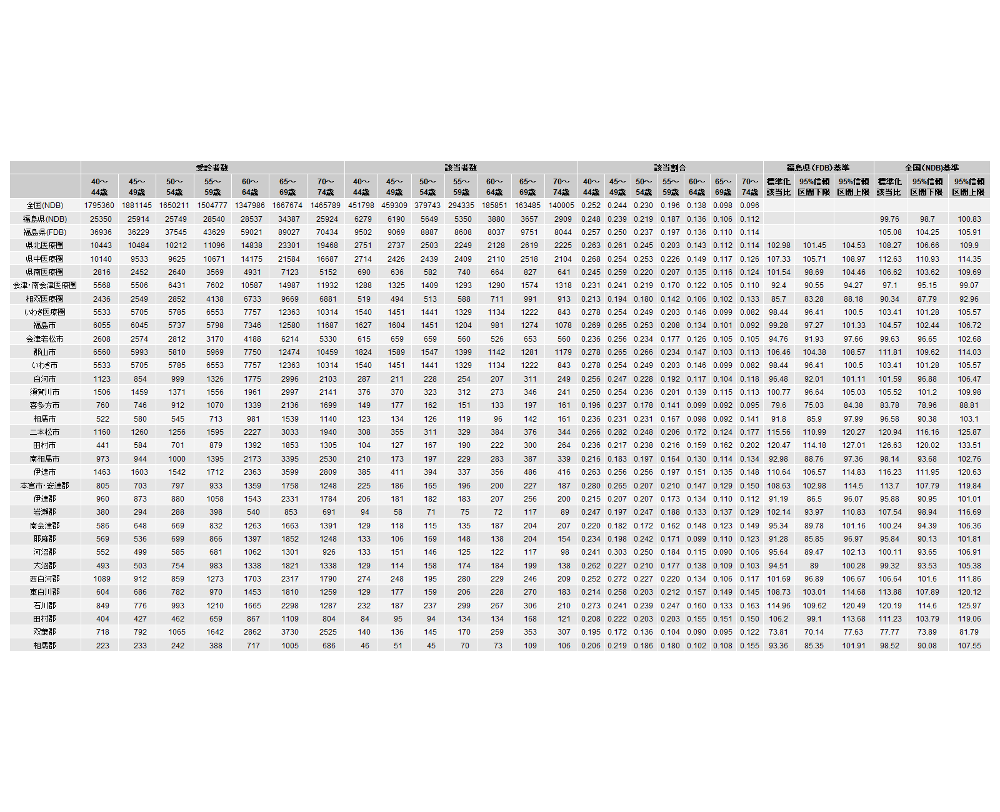 受診者数 該当者数 該当割合 福島県(FDB)基準 全国(NDB)基準
40～ 45～ 50～ 55～ 60～ 65～ 70～ 40～ 45～ 50～ 55～ 60～ 65～ 70～ 40～ 45～ 50～ 55～ 60～ 65～ 70～ 標準化 95%信頼 95%信頼 標準化 95%信頼 95%信頼
44歳 49歳 54歳 59歳 64歳 69歳 74歳 44歳 49歳 54歳 59歳 64歳 69歳 74歳 44歳 49歳 54歳 59歳 64歳 69歳 74歳 該当比 区間下限 区間上限 該当比 区間下限 区間上限
全国(NDB) 1795360 1881145 1650211 1504777 1347986 1667674 1465789 451798 459309 379743 294335 185851 163485 140005 0.252 0.244 0.230 0.196 0.138 0.098 0.096
福島県(NDB) 25350 25914 25749 28540 28537 34387 25924 6279 6190 5649 5350 3880 3657 2909 0.248 0.239 0.219 0.187 0.136 0.106 0.112 99.76 98.7 100.83
福島県(FDB) 36936 36229 37545 43629 59021 89027 70434 9502 9069 8887 8608 8037 9751 8044 0.257 0.250 0.237 0.197 0.136 0.110 0.114 105.08 104.25 105.91
県北医療圏 10443 10484 10212 11096 14838 23301 19468 2751 2737 2503 2249 2128 2619 2225 0.263 0.261 0.245 0.203 0.143 0.112 0.114 102.98 101.45 104.53 108.27 106.66 109.9
県中医療圏 10140 9533 9625 10671 14175 21584 16687 2714 2426 2439 2409 2110 2518 2104 0.268 0.254 0.253 0.226 0.149 0.117 0.126 107.33 105.71 108.97 112.63 110.93 114.35
県南医療圏 2816 2452 2640 3569 4931 7123 5152 690 636 582 740 664 827 641 0.245 0.259 0.220 0.207 0.135 0.116 0.124 101.54 98.69 104.46 106.62 103.62 109.69
会津・南会津医療圏 5568 5506 6431 7602 10587 14987 11932 1288 1325 1409 1293 1290 1574 1318 0.231 0.241 0.219 0.170 0.122 0.105 0.110 92.4 90.55 94.27 97.1 95.15 99.07
相双医療圏 2436 2549 2852 4138 6733 9669 6881 519 494 513 588 711 991 913 0.213 0.194 0.180 0.142 0.106 0.102 0.133 85.7 83.28 88.18 90.34 87.79 92.96
いわき医療圏 5533 5705 5785 6553 7757 12363 10314 1540 1451 1441 1329 1134 1222 843 0.278 0.254 0.249 0.203 0.146 0.099 0.082 98.44 96.41 100.5 103.41 101.28 105.57
福島市 6055 6045 5737 5798 7346 12580 11687 1627 1604 1451 1204 981 1274 1078 0.269 0.265 0.253 0.208 0.134 0.101 0.092 99.28 97.27 101.33 104.57 102.44 106.72
会津若松市 2608 2574 2812 3170 4188 6214 5330 615 659 659 560 526 653 560 0.236 0.256 0.234 0.177 0.126 0.105 0.105 94.76 91.93 97.66 99.63 96.65 102.68
郡山市 6560 5993 5810 5969 7750 12474 10459 1824 1589 1547 1399 1142 1281 1179 0.278 0.265 0.266 0.234 0.147 0.103 0.113 106.46 104.38 108.57 111.81 109.62 114.03
いわき市 5533 5705 5785 6553 7757 12363 10314 1540 1451 1441 1329 1134 1222 843 0.278 0.254 0.249 0.203 0.146 0.099 0.082 98.44 96.41 100.5 103.41 101.28 105.57
白河市 1123 854 999 1326 1775 2996 2103 287 211 228 254 207 311 249 0.256 0.247 0.228 0.192 0.117 0.104 0.118 96.48 92.01 101.11 101.59 96.88 106.47
須賀川市 1506 1459 1371 1556 1961 2997 2141 376 370 323 312 273 346 241 0.250 0.254 0.236 0.201 0.139 0.115 0.113 100.77 96.64 105.03 105.52 101.2 109.98
喜多方市 760 746 912 1070 1339 2136 1699 149 177 162 151 133 197 161 0.196 0.237 0.178 0.141 0.099 0.092 0.095 79.6 75.03 84.38 83.78 78.96 88.81
相馬市 522 580 545 713 981 1539 1140 123 134 126 119 96 142 161 0.236 0.231 0.231 0.167 0.098 0.092 0.141 91.8 85.9 97.99 96.58 90.38 103.1
二本松市 1160 1260 1256 1595 2227 3033 1940 308 355 311 329 384 376 344 0.266 0.282 0.248 0.206 0.172 0.124 0.177 115.56 110.99 120.27 120.94 116.16 125.87
田村市 441 584 701 879 1392 1853 1305 104 127 167 190 222 300 264 0.236 0.217 0.238 0.216 0.159 0.162 0.202 120.47 114.18 127.01 126.63 120.02 133.51
南相馬市 973 944 1000 1395 2173 3395 2530 210 173 197 229 283 387 339 0.216 0.183 0.197 0.164 0.130 0.114 0.134 92.98 88.76 97.36 98.14 93.68 102.76
伊達市 1463 1603 1542 1712 2363 3599 2809 385 411 394 337 356 486 416 0.263 0.256 0.256 0.197 0.151 0.135 0.148 110.64 106.57 114.83 116.23 111.95 120.63
本宮市・安達郡 805 703 797 933 1359 1758 1248 225 186 165 196 200 227 187 0.280 0.265 0.207 0.210 0.147 0.129 0.150 108.63 102.98 114.5 113.7 107.79 119.84
伊達郡 960 873 880 1058 1543 2331 1784 206 181 182 183 207 256 200 0.215 0.207 0.207 0.173 0.134 0.110 0.112 91.19 86.5 96.07 95.88 90.95 101.01
岩瀬郡 380 294 288 398 540 853 691 94 58 71 75 72 117 89 0.247 0.197 0.247 0.188 0.133 0.137 0.129 102.14 93.97 110.83 107.54 98.94 116.69
南会津郡 586 648 669 832 1263 1663 1391 129 118 115 135 187 204 207 0.220 0.182 0.172 0.162 0.148 0.123 0.149 95.34 89.78 101.16 100.24 94.39 106.36
耶麻郡 569 536 699 866 1397 1852 1248 133 106 169 148 138 204 154 0.234 0.198 0.242 0.171 0.099 0.110 0.123 91.28 85.85 96.97 95.84 90.13 101.81
河沼郡 552 499 585 681 1062 1301 926 133 151 146 125 122 117 98 0.241 0.303 0.250 0.184 0.115 0.090 0.106 95.64 89.47 102.13 100.11 93.65 106.91
大沼郡 493 503 754 983 1338 1821 1338 129 114 158 174 184 199 138 0.262 0.227 0.210 0.177 0.138 0.109 0.103 94.51 89 100.28 99.32 93.53 105.38
西白河郡 1089 912 859 1273 1703 2317 1790 274 248 195 280 229 246 209 0.252 0.272 0.227 0.220 0.134 0.106 0.117 101.69 96.89 106.67 106.64 101.6 111.86
東白川郡 604 686 782 970 1453 1810 1259 129 177 159 206 228 270 183 0.214 0.258 0.203 0.212 0.157 0.149 0.145 108.73 103.01 114.68 113.88 107.89 120.12
石川郡 849 776 993 1210 1665 2298 1287 232 187 237 299 267 306 210 0.273 0.241 0.239 0.247 0.160 0.133 0.163 114.96 109.62 120.49 120.19 114.6 125.97
田村郡 404 427 462 659 867 1109 804 84 95 94 134 134 168 121 0.208 0.222 0.203 0.203 0.155 0.151 0.150 106.2 99.1 113.68 111.23 103.79 119.06
双葉郡 718 792 1065 1642 2862 3730 2525 140 136 145 170 259 353 307 0.195 0.172 0.136 0.104 0.090 0.095 0.122 73.81 70.14 77.63 77.77 73.89 81.79
相馬郡 223 233 242 388 717 1005 686 46 51 45 70 73 109 106 0.206 0.219 0.186 0.180 0.102 0.108 0.155 93.36 85.35 101.91 98.52 90.08 107.55